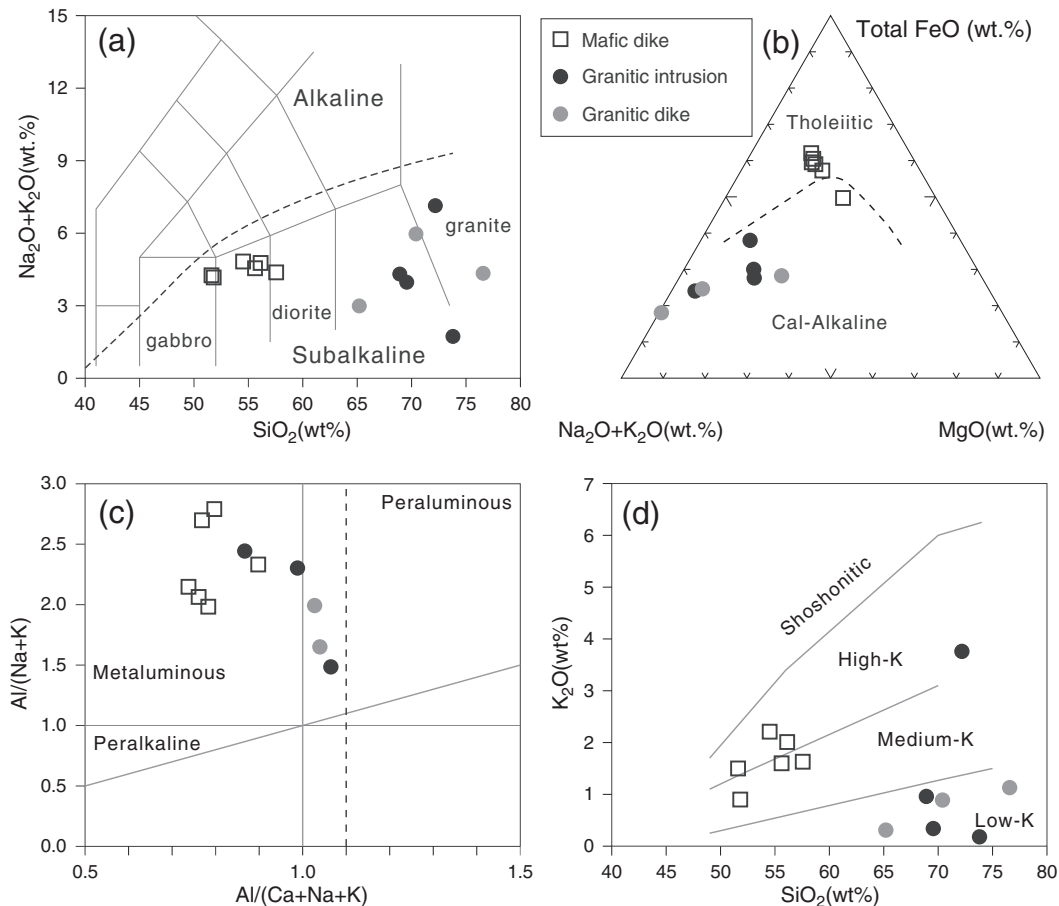 (a)
15
12
9
6
3
0
Na₂O+K₂O(wt.%)
Alkaline
granite
diorite
gabbro
Subalkaline
40 45 50 55 60 65 70 75 80
SiO₂(wt%)
Mafic dike
Granitic intrusion
Granitic dike
(b)
Total FeO (wt.%)
Tholeiitic
Cal-Alkaline
Na₂O+K₂O(wt.%)
MgO(wt.%)
(c)
3.0
2.5
2.0
1.5
1.0
0.5
0.0
Al/(Na+K)
Peraluminous
Metaluminous
Peralkaline
0.5 1.0 1.5
Al/(Ca+Na+K)
(d)
7
6
5
4
3
2
1
0
K₂O(wt%)
Shoshonitic
High-K
Medium-K
Low-K
40 45 50 55 60 65 70 75 80
SiO₂(wt%)